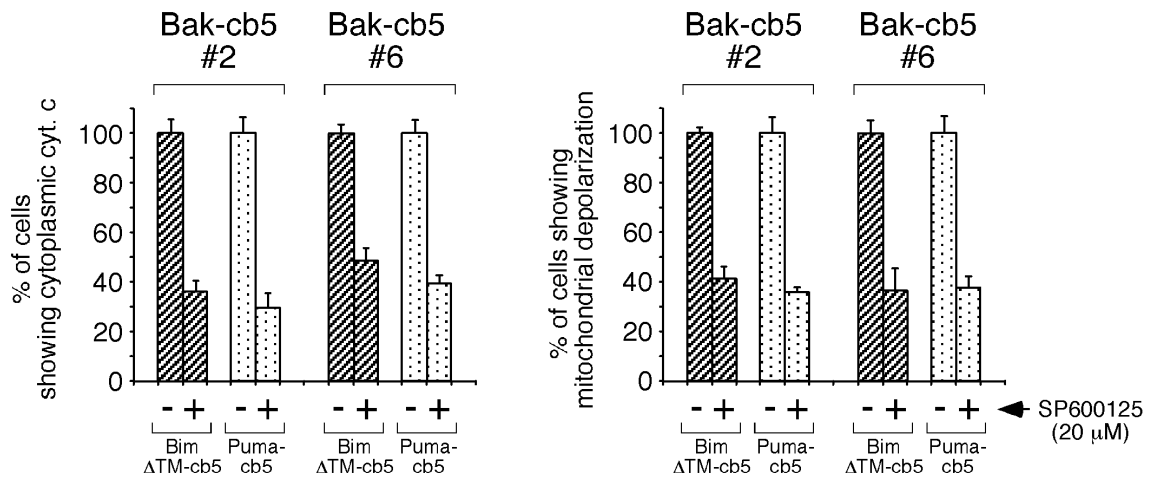 Bak-cb5
#2
Bak-cb5
#6
% of cells
showing cytoplasmic cyt. c
100
80
60
40
20
0
- + - + - + - +
Bim
ΔTM-cb5
Puma-
cb5
Bim
ΔTM-cb5
Puma-
cb5
Bak-cb5
#2
Bak-cb5
#6
% of cells showing
mitochondrial depolarization
100
80
60
40
20
0
- + - + - + - +
SP600125
(20 µM)
Bim
ΔTM-cb5
Puma-
cb5
Bim
ΔTM-cb5
Puma-
cb5